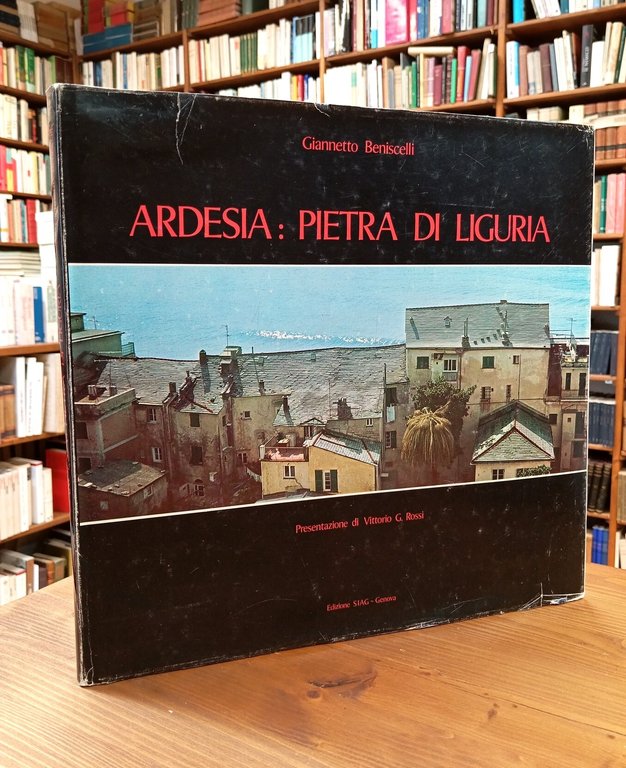 Giannetto Beniscelli
ARDESIA: PIETRA DI LIGURIA
Presentazione di Vittorio G. Rossi
Edizione SIAG - Genova